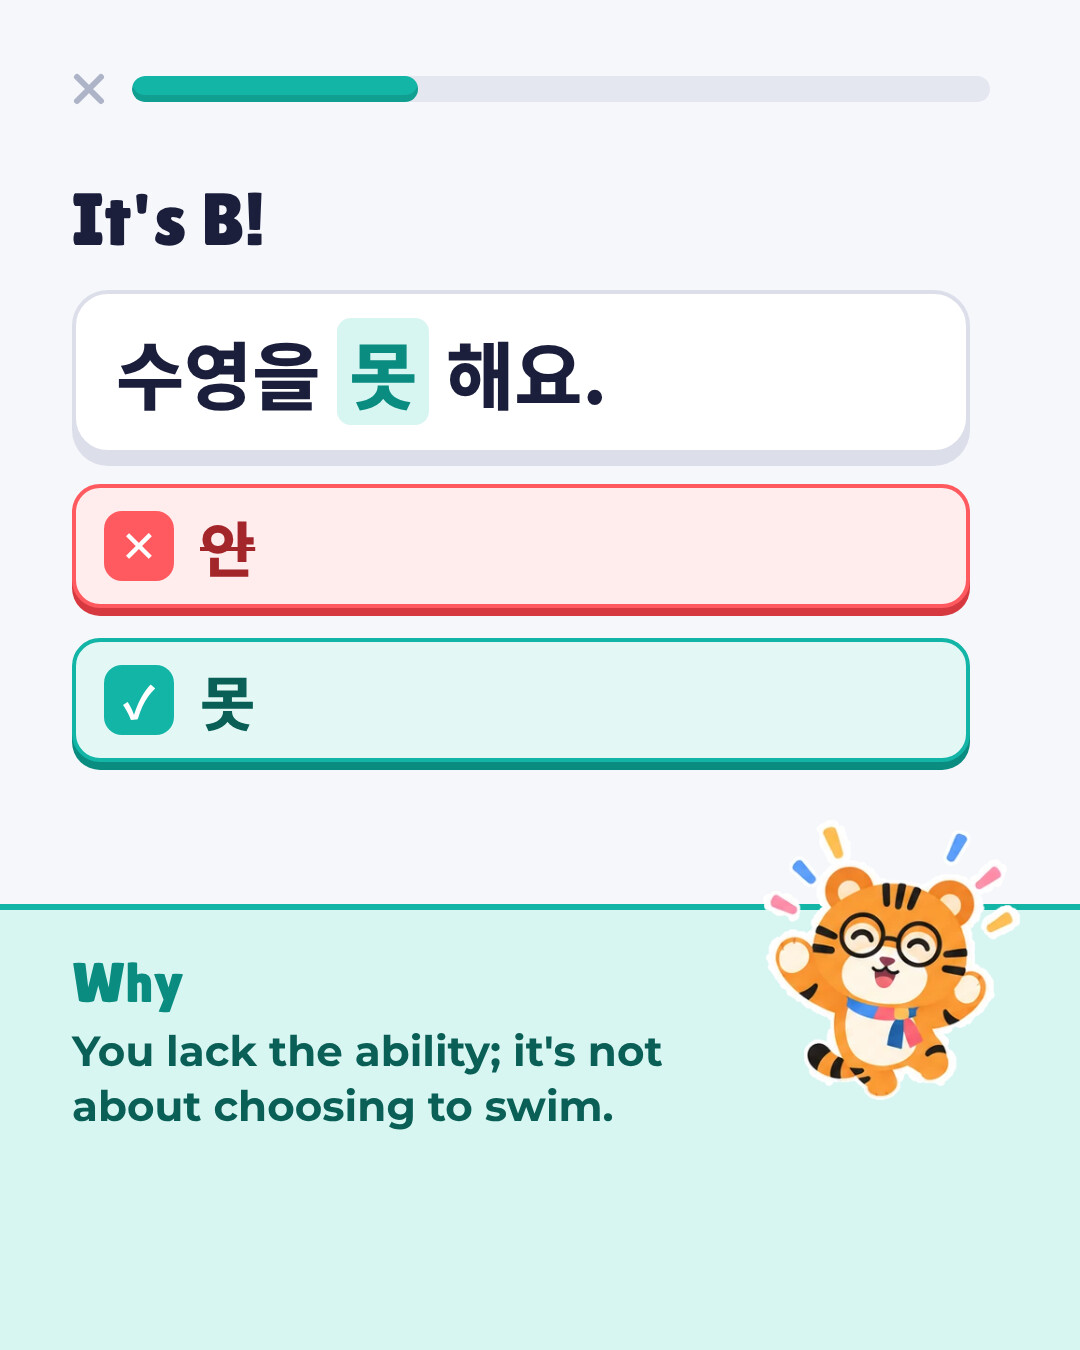 It's B!
수영을 못 해요.
안
못
Why
You lack the ability; it's not
about choosing to swim.